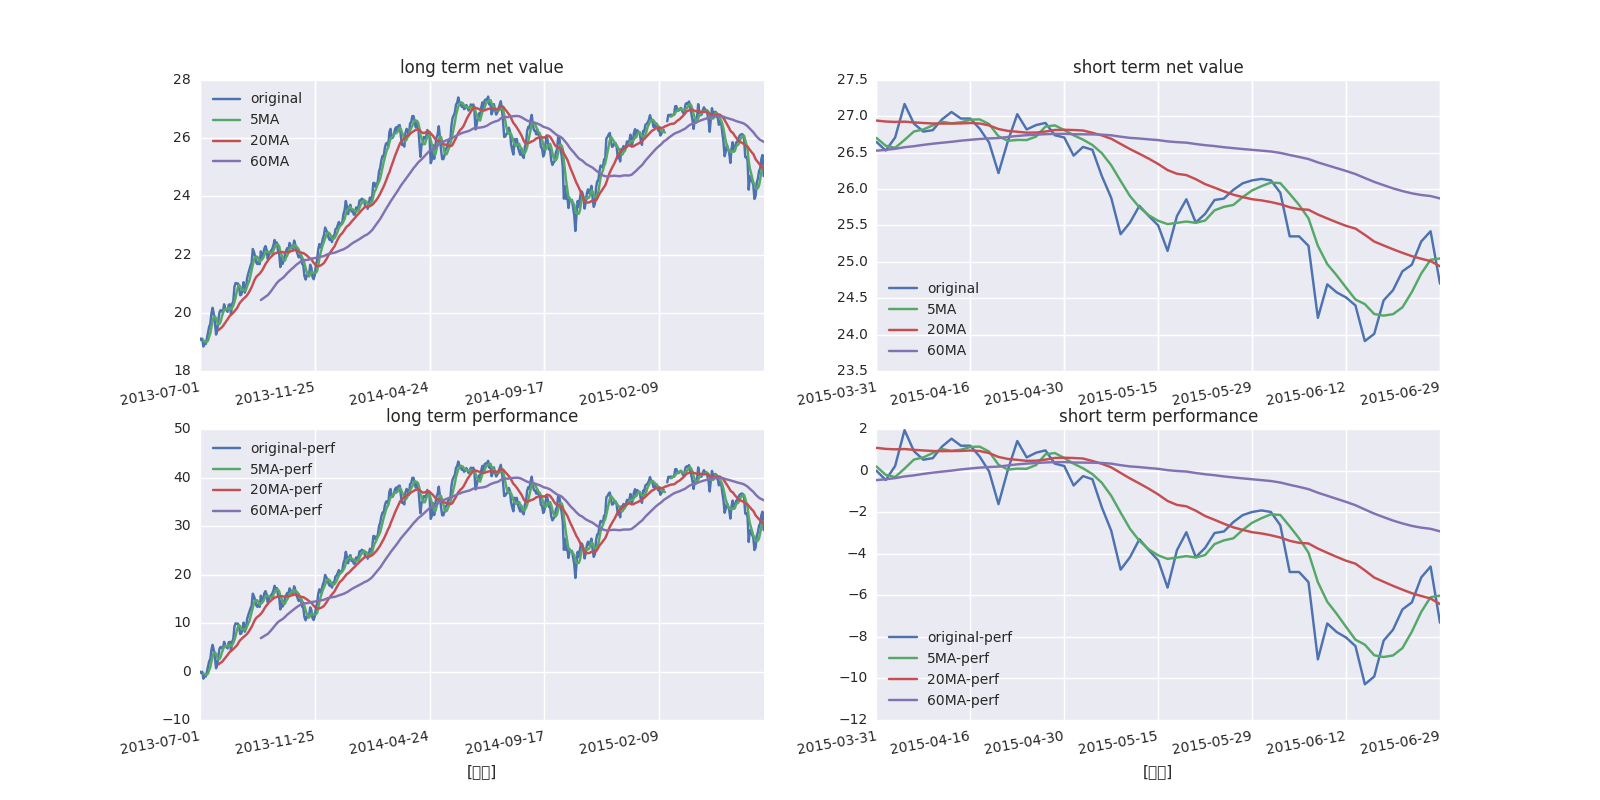 long term net value
28
26
24
22
20
18
original
5MA
20MA
60MA
2013-07-01
2013-11-25
2014-04-24
2014-09-17
2015-02-09
short term net value
27.5
27.0
26.5
26.0
25.5
25.0
24.5
24.0
23.5
original
5MA
20MA
60MA
2015-03-31
2015-04-16
2015-04-30
2015-05-15
2015-05-29
2015-06-12
2015-06-29
long term performance
50
40
30
20
10
0
−10
original-perf
5MA-perf
20MA-perf
60MA-perf
2013-07-01
2013-11-25
2014-04-24
2014-09-17
2015-02-09
[▯▯]
short term performance
2
0
−2
−4
−6
−8
−10
−12
original-perf
5MA-perf
20MA-perf
60MA-perf
2015-03-31
2015-04-16
2015-04-30
2015-05-15
2015-05-29
2015-06-12
2015-06-29
[▯▯]